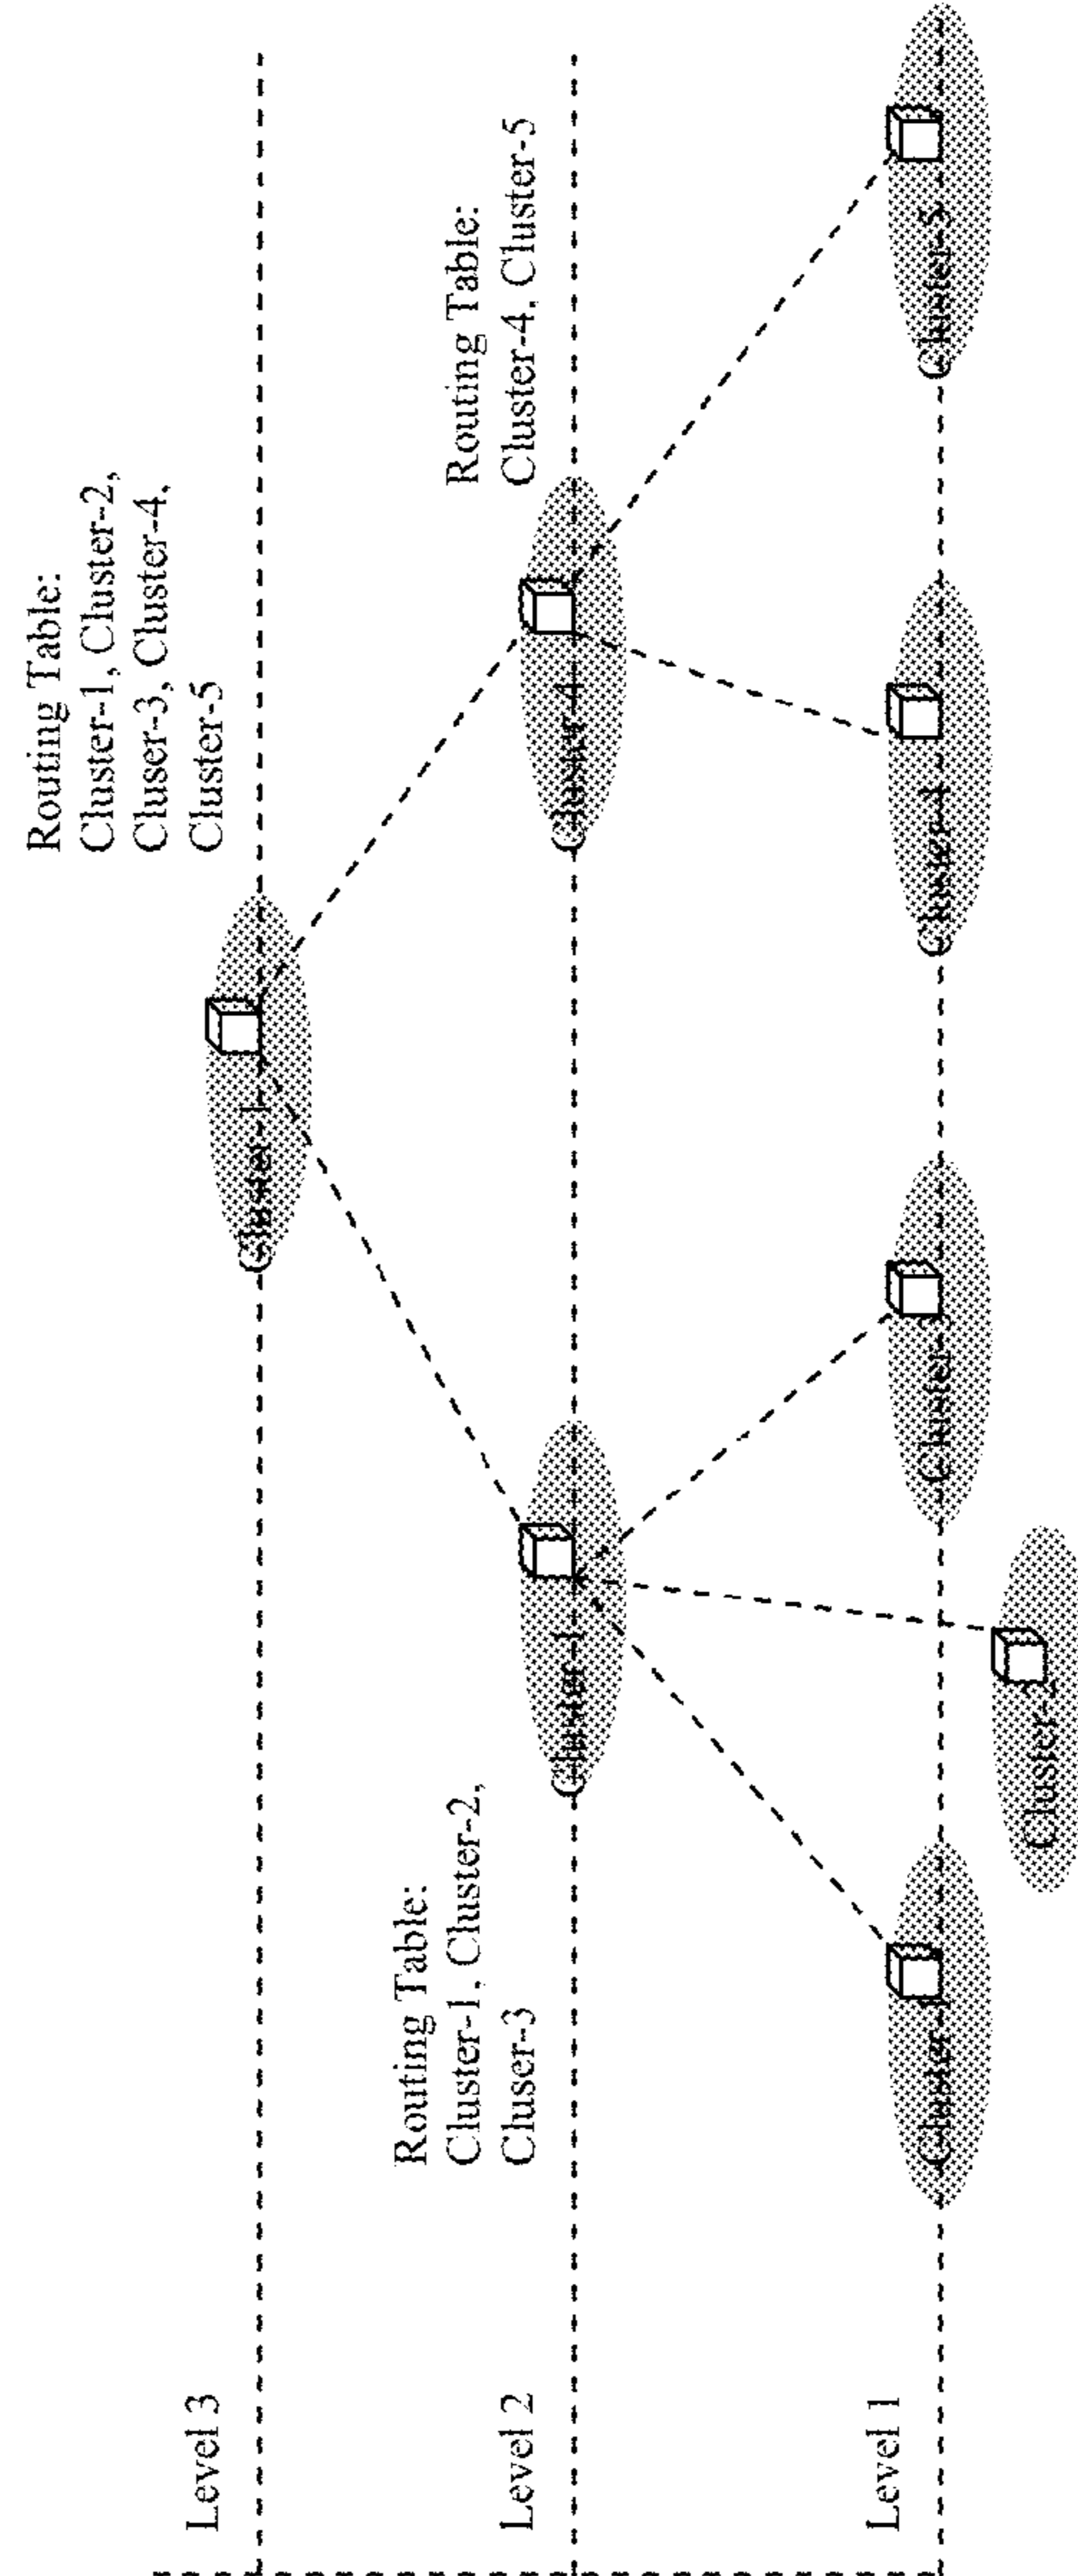 Routing Table:
Cluster-1, Cluster-2,
Cluser-3, Cluster-4,
Cluster-5
Level 3
Cluster-1
Routing Table:
Cluster-1, Cluster-2,
Cluser-3
Routing Table:
Cluster-4, Cluster-5
Level 2
Cluster-1
Cluster-4
Level 1
Cluster-1
Cluster-2
Cluster-3
Cluster-4
Cluster-5